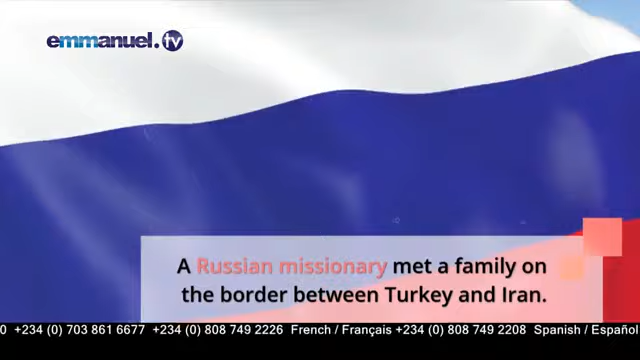 emmanuel.tv
A Russian missionary met a family on
the border between Turkey and Iran.
0 +234 (0) 703 861 6677 +234 (0) 808 749 2226 French / Français +234 (0) 808 749 2208 Spanish / Español